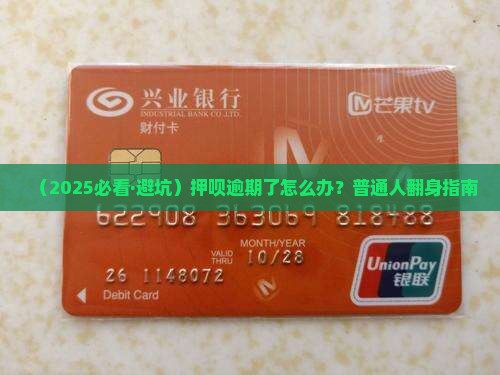 兴业银行
INDUSTRIAL BANK CO.,LTD.
财付卡
芒果tv
（2025必看·避坑）押呗逾期了怎么办？普通人翻身指南
622908 363069 818488
MONTH/YEAR
VALID THRU 10/28
26 1148072
Debit Card
UnionPay
银联